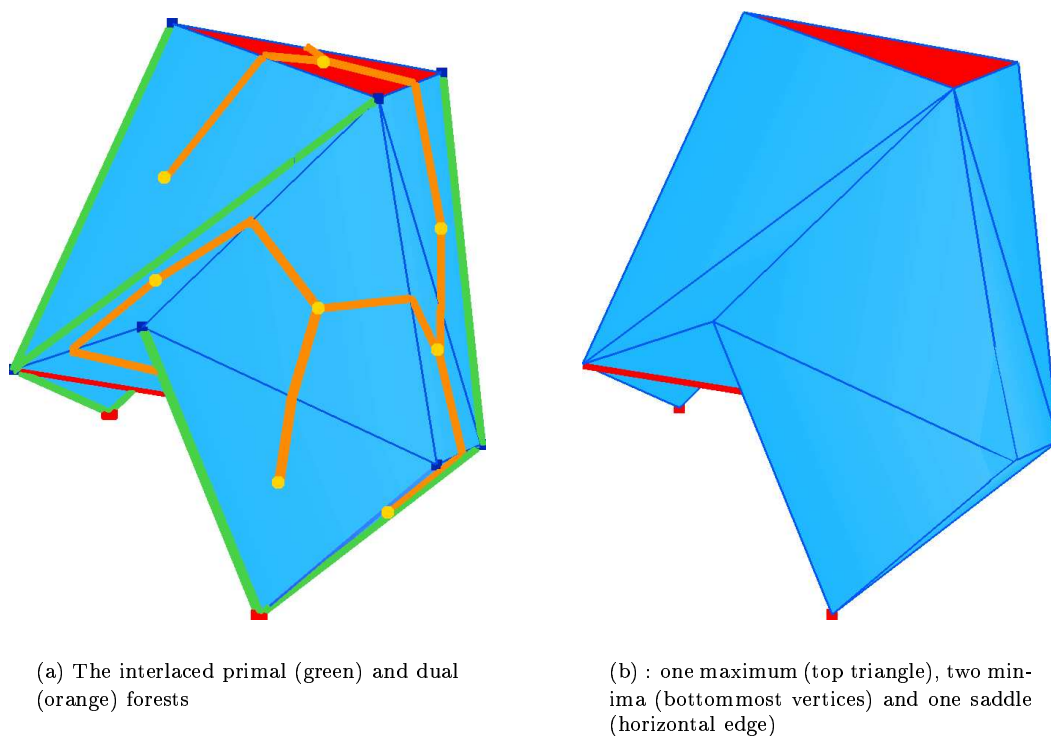 (a) The interlaced primal (green) and dual
(orange) forests
(b) : one maximum (top triangle), two min-
ima (bottommost vertices) and one saddle
(horizontal edge)